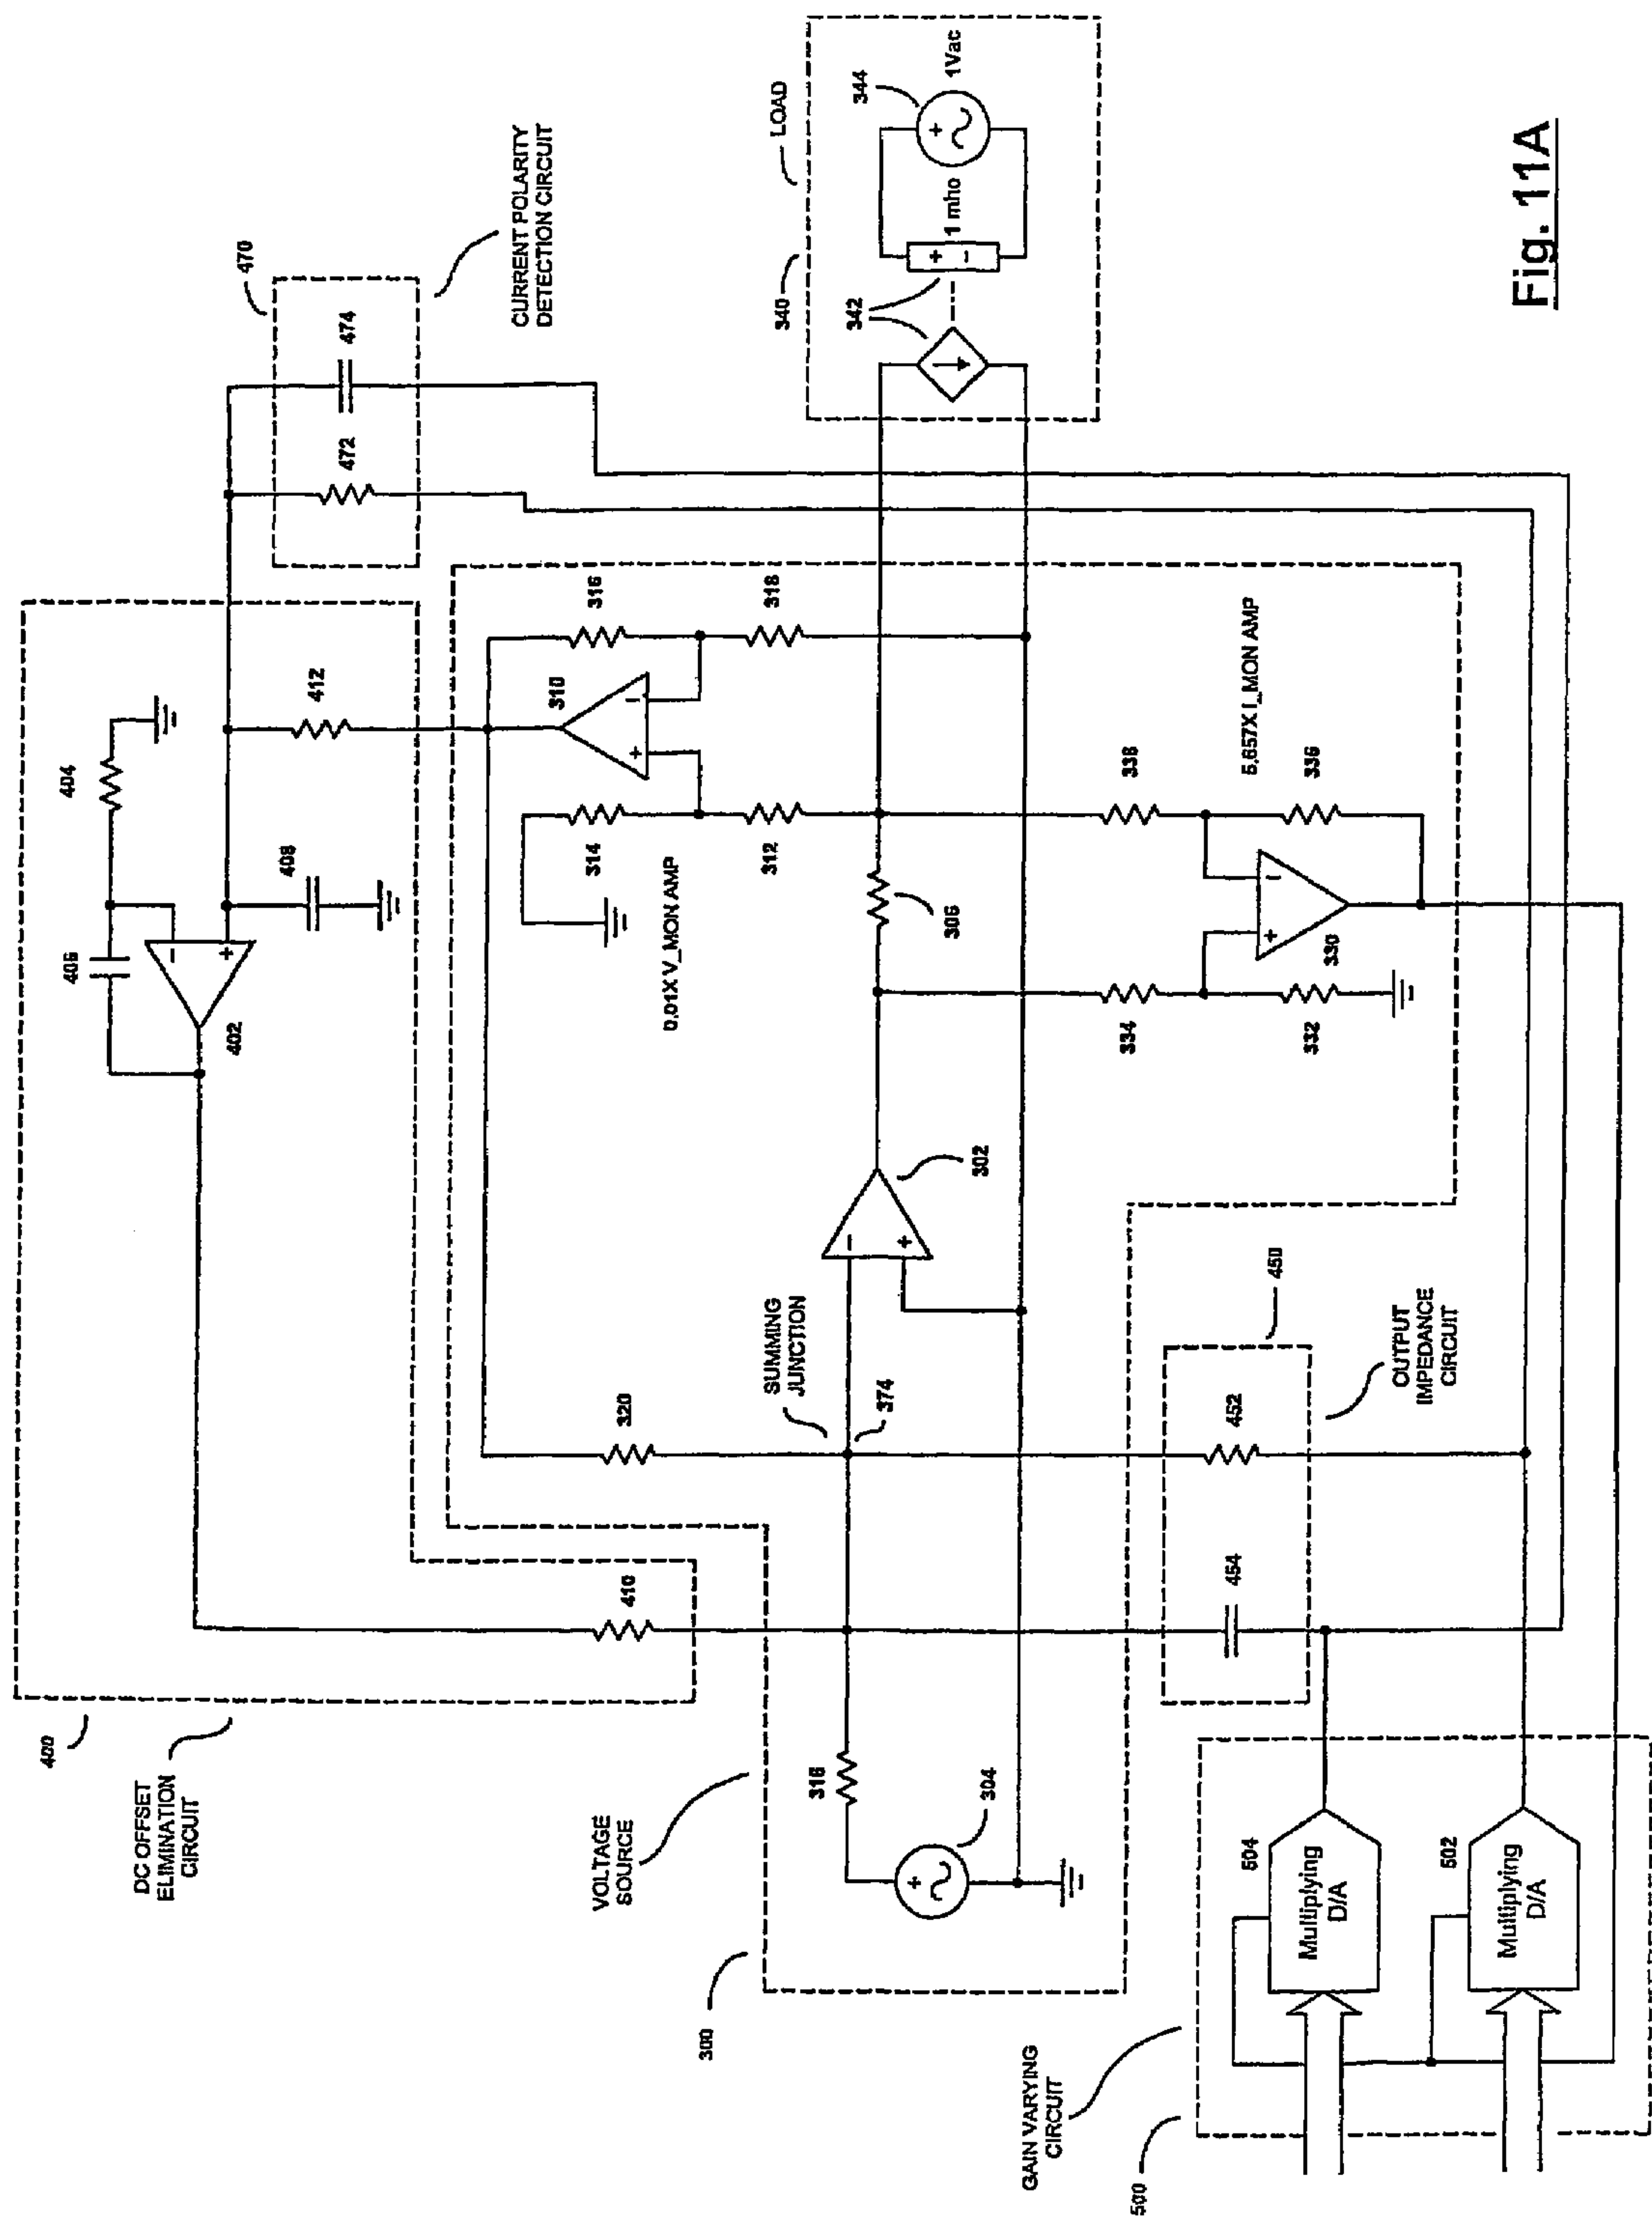 400
DC OFFSET
ELIMINATION
CIRCUIT
410
402
406
404
408
412
470
472
474
CURRENT POLARITY
DETECTION CIRCUIT
300
VOLTAGE
SOURCE
304
316
320
SUMMING
JUNCTION
374
302
0,01X V_MON AMP
314
312
310
316
318
306
334
332
330
338
336
5,657X I_MON AMP
LOAD
340
342
1 mho
344
1Vac
450
OUTPUT
IMPEDANCE
CIRCUIT
454
452
500
GAIN VARYING
CIRCUIT
504
Multiplying
D/A
502
Multiplying
D/A
Fig. 11A